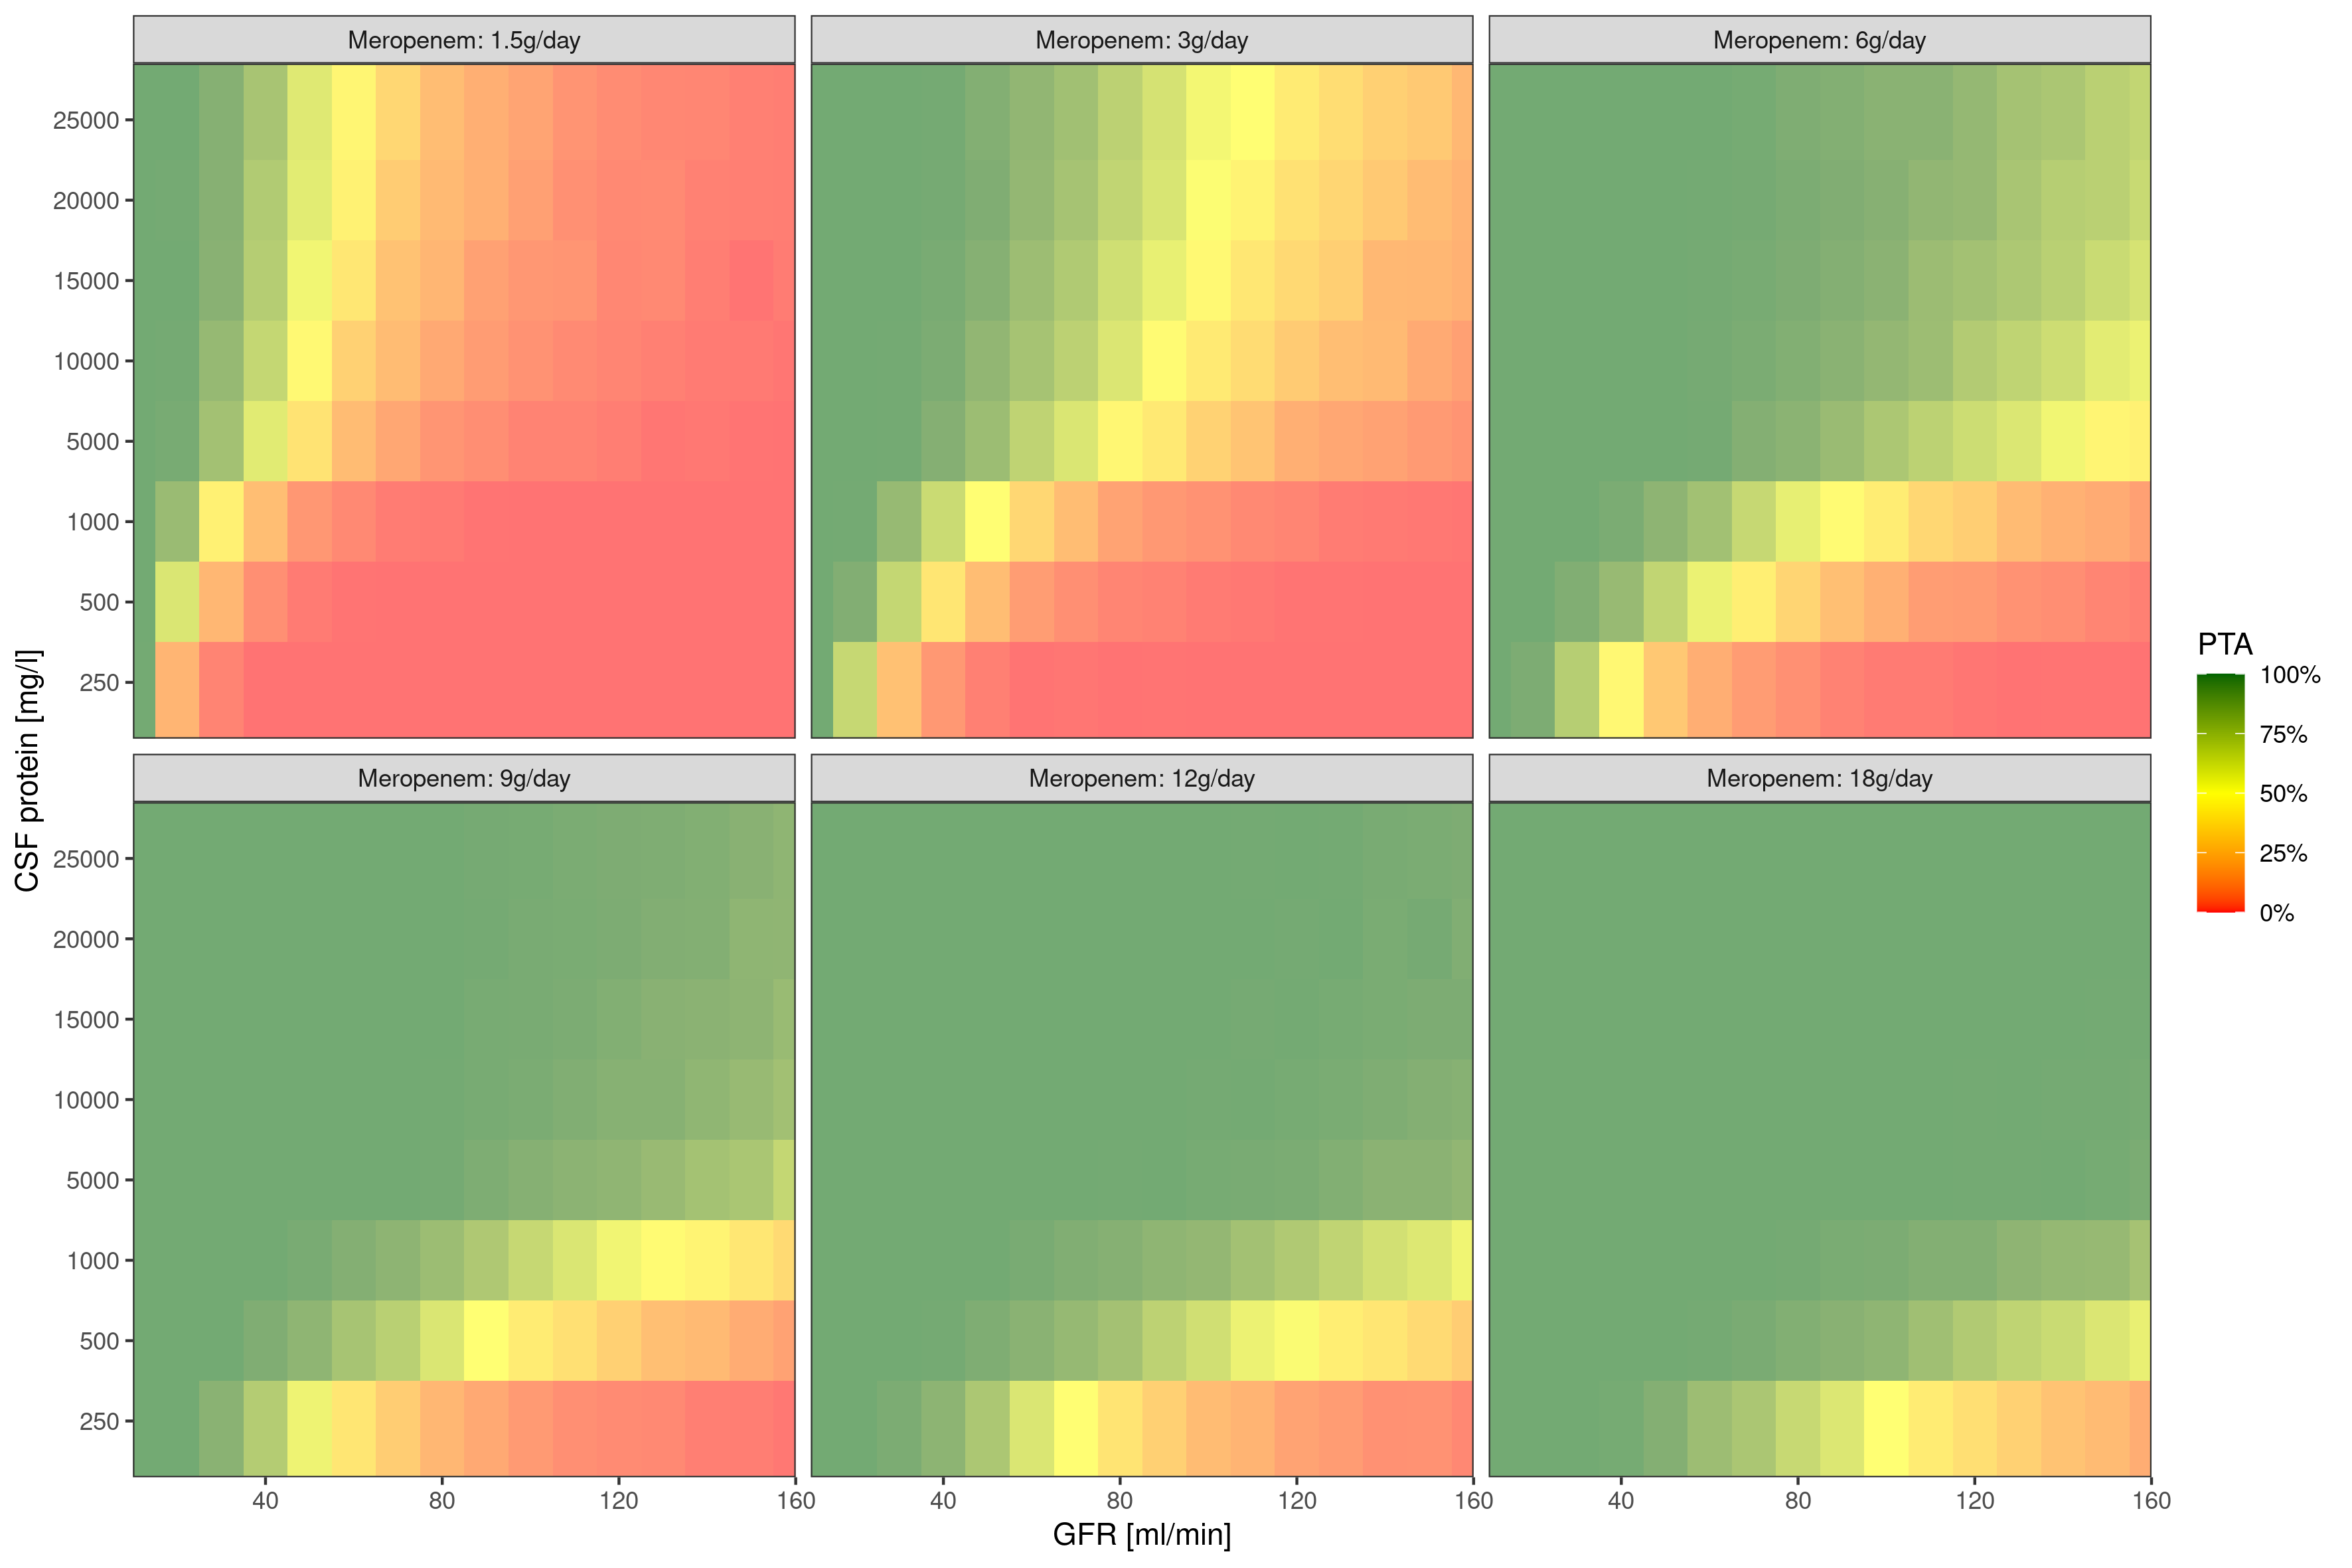 Meropenem: 1.5g/day
Meropenem: 3g/day
Meropenem: 6g/day
25000
20000
15000
10000
5000
1000
500
250
Meropenem: 9g/day
Meropenem: 12g/day
Meropenem: 18g/day
25000
20000
15000
10000
5000
1000
500
250
40 80 120 160
40 80 120 160
40 80 120 160
GFR [ml/min]
CSF protein [mg/l]
PTA
100%
75%
50%
25%
0%